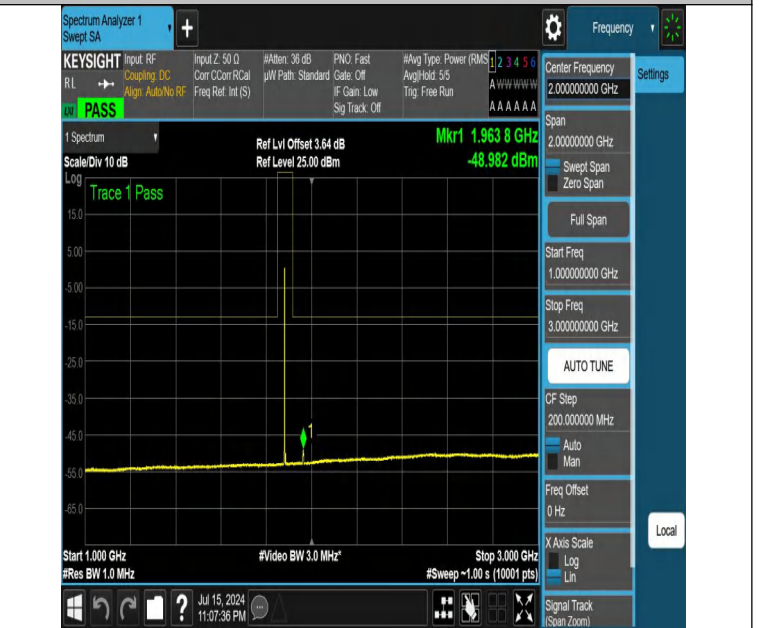 Spectrum Analyzer 1
Swept SA
+
Frequency
KEYSIGHT
RL
PASS
Input: RF
Coupling: DC
Align: Auto/No RF
Input Z: 50 Ω
Corr CCorr RCal
Freq Ref: Int (S)
#Atten: 36 dB
µW Path: Standard
PNO: Fast
Gate: Off
IF Gain: Low
Sig Track: Off
#Avg Type: Power (RMS
Avg|Hold: 5/5
Trig: Free Run
1 2 3 4 5 6
A W W W W W
A A A A A A
1 Spectrum
Scale/Div 10 dB
Log
Ref Lvl Offset 3.64 dB
Ref Level 25.00 dBm
Mkr1 1.963 8 GHz
-48.982 dBm
Trace 1 Pass
15.0
5.00
-5.00
-15.0
-25.0
-35.0
-45.0
-55.0
-65.0
1
Start 1.000 GHz
#Res BW 1.0 MHz
#Video BW 3.0 MHz*
Stop 3.000 GHz
#Sweep ~1.00 s (10001 pts)
Center Frequency
2.000000000 GHz
Settings
Span
2.00000000 GHz
Swept Span
Zero Span
Full Span
Start Freq
1.000000000 GHz
Stop Freq
3.000000000 GHz
AUTO TUNE
CF Step
200.000000 MHz
Auto
Man
Freq Offset
0 Hz
X Axis Scale
Log
Lin
Local
Signal Track
(Span Zoom)
?
Jul 15, 2024
11:07:36 PM